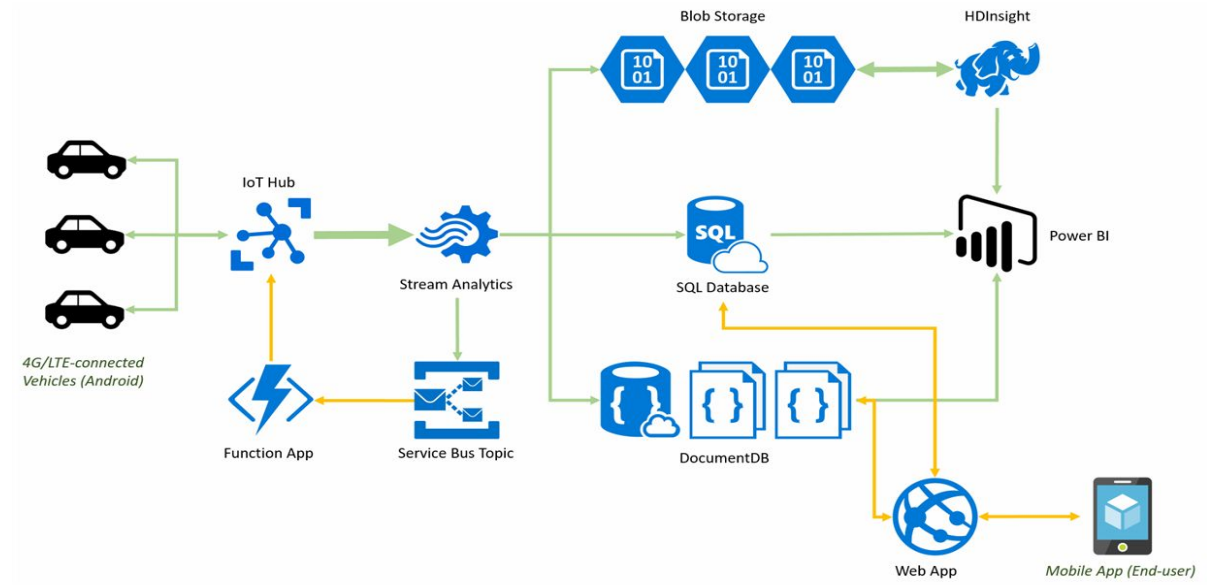 Blob Storage
HDInsight
10
01
10
01
10
01
IoT Hub
SQL
Power BI
Stream Analytics
SQL Database
4G/LTE-connected
Vehicles (Android)
{ }
{ }
{ }
Function App
Service Bus Topic
DocumentDB
Web App
Mobile App (End-user)